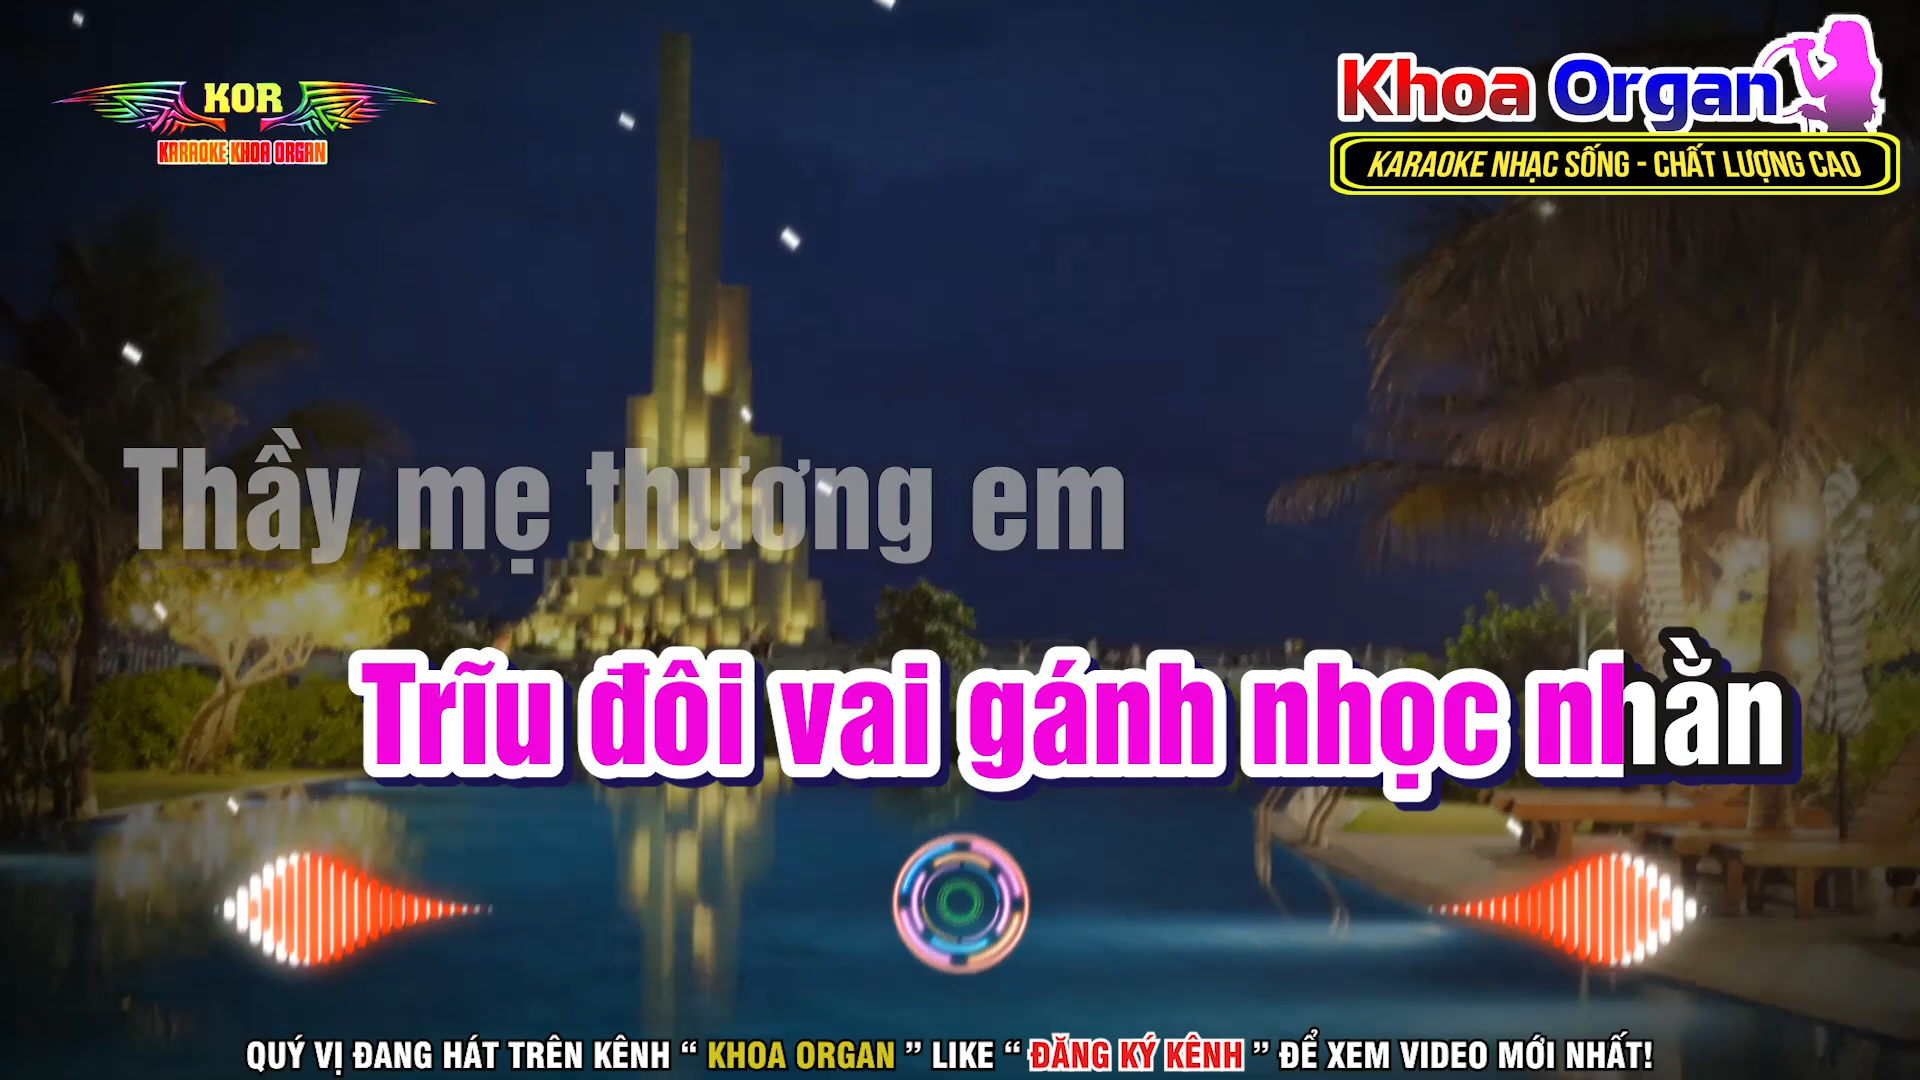 KOR
KARAOKE KHOA ORGAN
Khoa Organ
KARAOKE NHẠC SỐNG - CHẤT LƯỢNG CAO
Thầy mẹ thương em
Trĩu đôi vai gánh nhọc nhằn
QUÝ VỊ ĐANG HÁT TRÊN KÊNH “ KHOA ORGAN ” LIKE “ ĐĂNG KÝ KÊNH ” ĐỂ XEM VIDEO MỚI NHẤT!